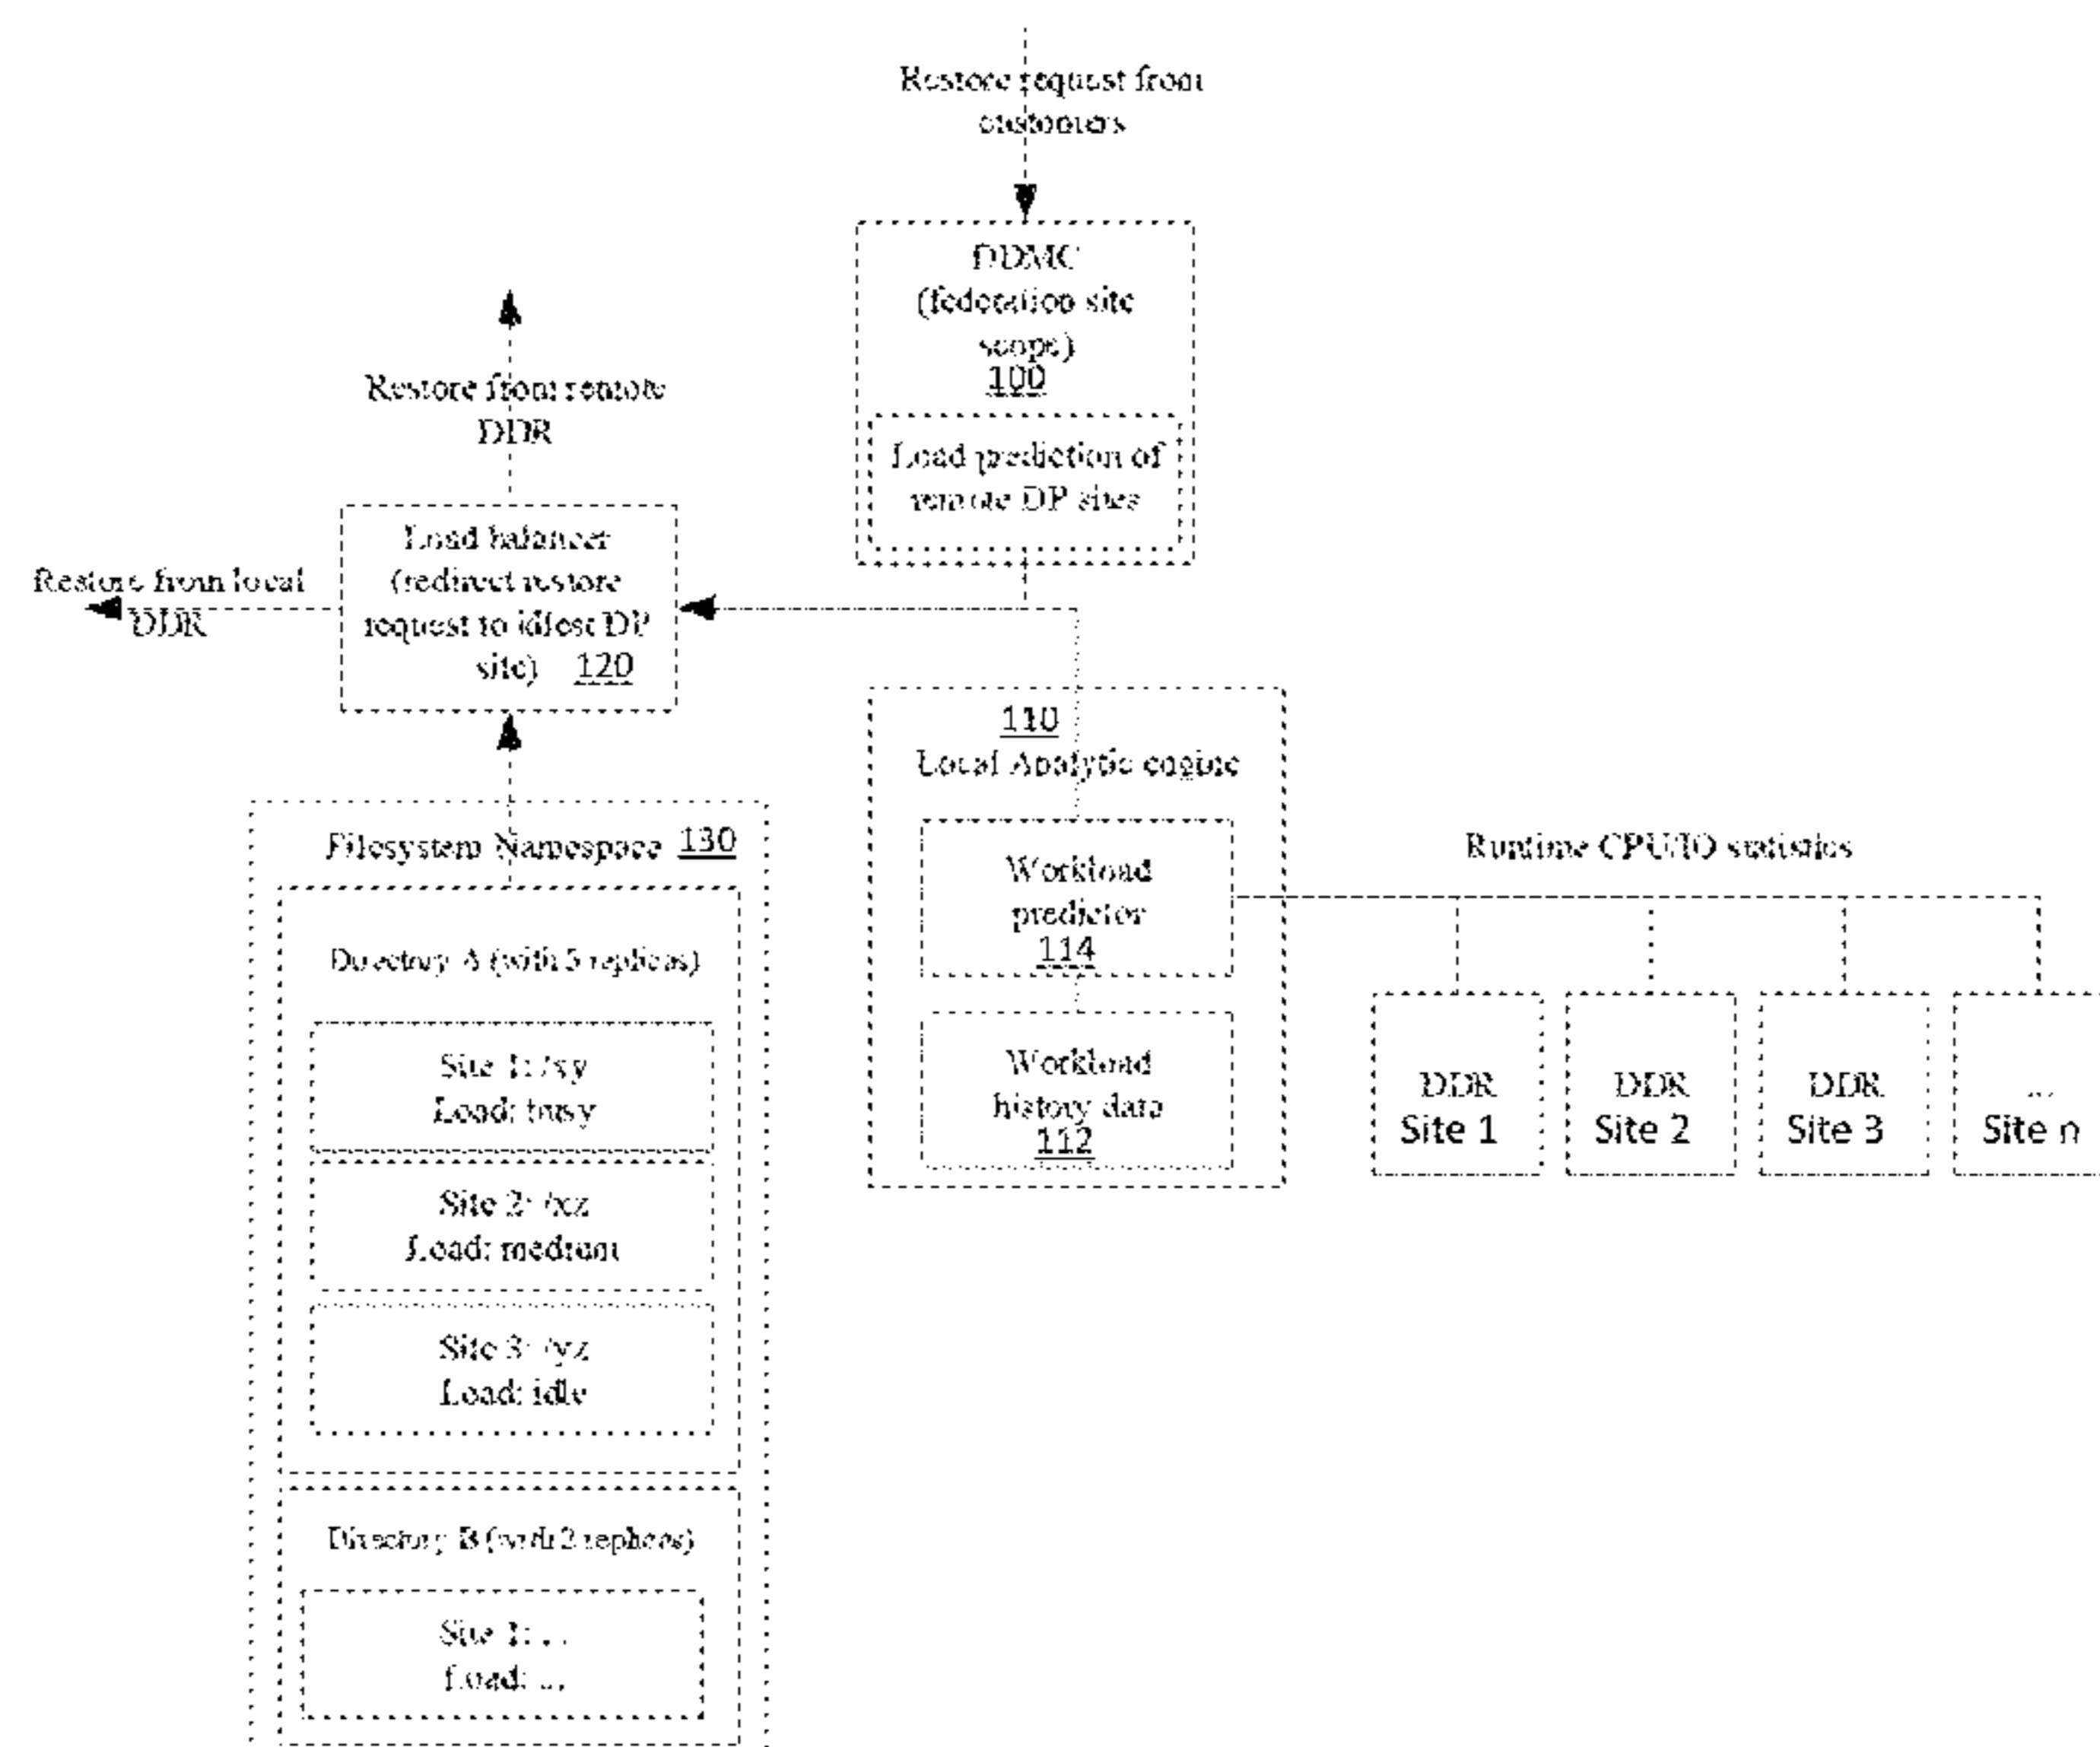 Restore request from
customers
DDMC
(federation site
scope)
100
Load prediction of
remote DP sites
Restore from remote
DDR
Load balancer
(redirect restore
request to idlest DP
site) 120
Restore from local
DDR
110
Local Analytic engine
Workload
predictor
114
Workload
history data
112
Runtime CPU/IO statistics
DDR
Site 1
DDR
Site 2
DDR
Site 3
...
Site n
Filesystem Namespace 130
Directory A (with replicas)
Site 1: /xy
Load: busy
Site 2: /xz
Load: medium
Site 3: /yz
Load: idle
Directory B (with 2 replicas)
Site 1: ...
Load: ...